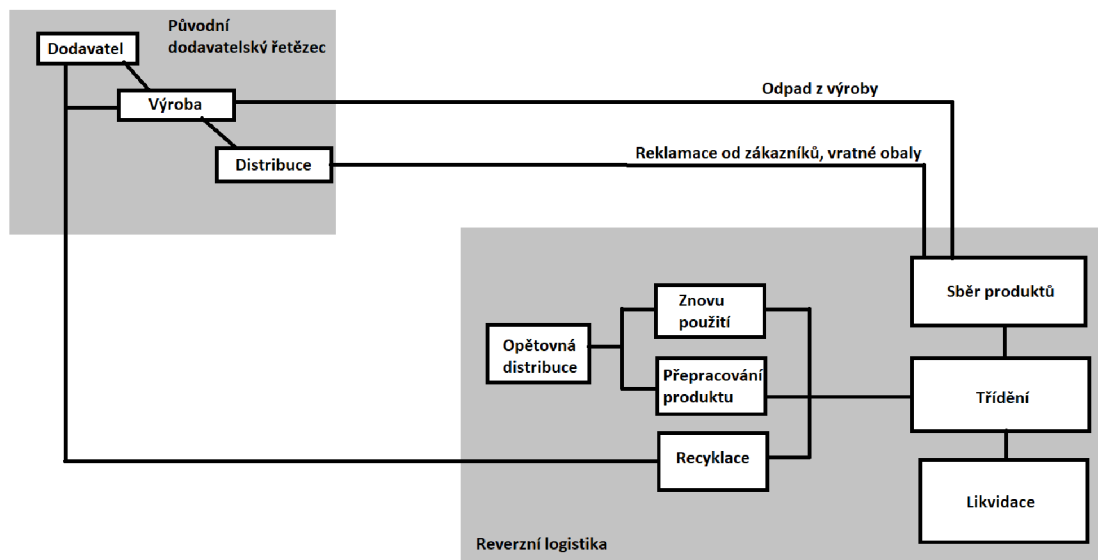 Původní
dodavatelský řetězec
Dodavatel
Výroba
Distribuce
Odpad z výroby
Reklamace od zákazníků, vratné obaly
Sběr produktů
Znovu
použití
Opětovná
distribuce
Přepracování
produktu
Třídění
Recyklace
Likvidace
Reverzní logistika